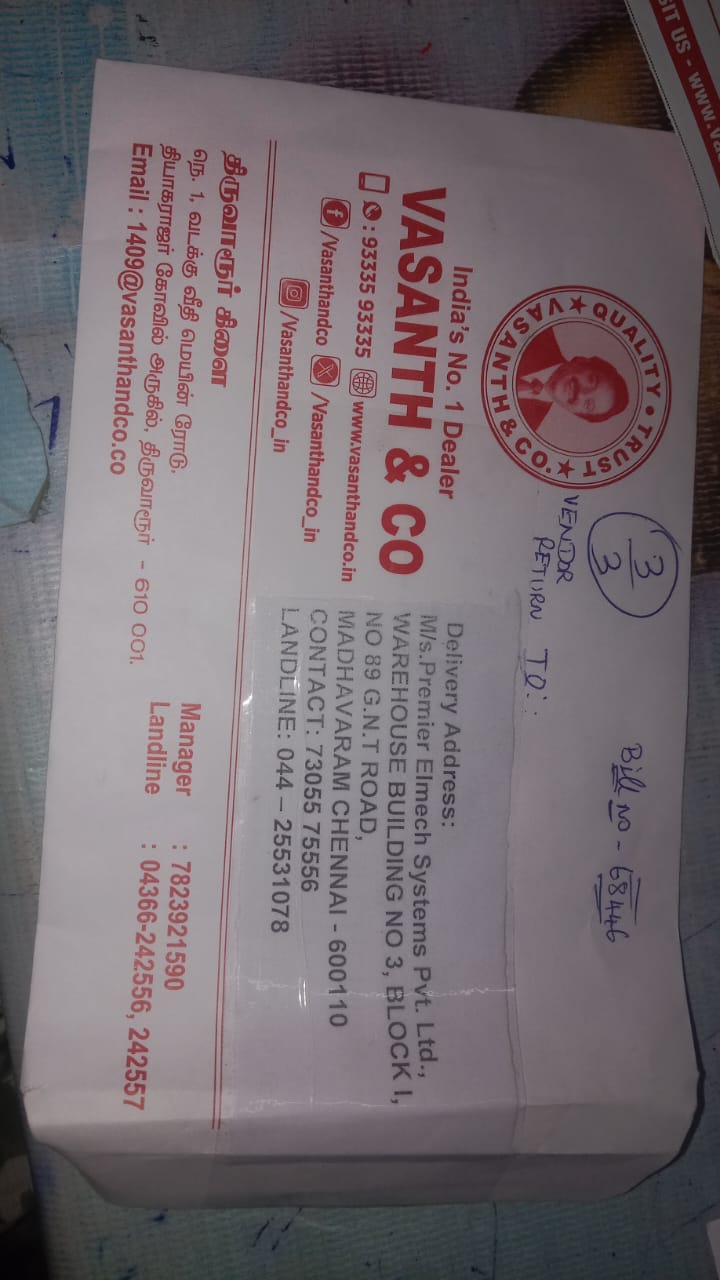 SIT US - www.va
QUALITY • TRUST
★ VASANTH & CO. ★
3/3
Bill no - 68446
VENDOR
RETURN TO:
India's No. 1 Dealer
VASANTH & CO
: 93335 93335 www.vasanthandco.in
/Vasanthandco /Vasanthandco_in
/Vasanthandco_in
Delivery Address:
M/s.Premier Elmech Systems Pvt. Ltd.,
WAREHOUSE BUILDING NO 3, BLOCK I,
NO 89 G.N.T ROAD,
MADHAVARAM CHENNAI - 600110
CONTACT: 73055 75556
LANDLINE: 044 – 25531078
திருவாரூர் கிளை
நெ. 1, வடக்கு வீதி மெயின் ரோடு,
தியாகராஜர் கோவில் அருகில், திருவாரூர் - 610 001.
Email : 1409@vasanthandco.co
Manager : 7823921590
Landline : 04366-242556, 242557